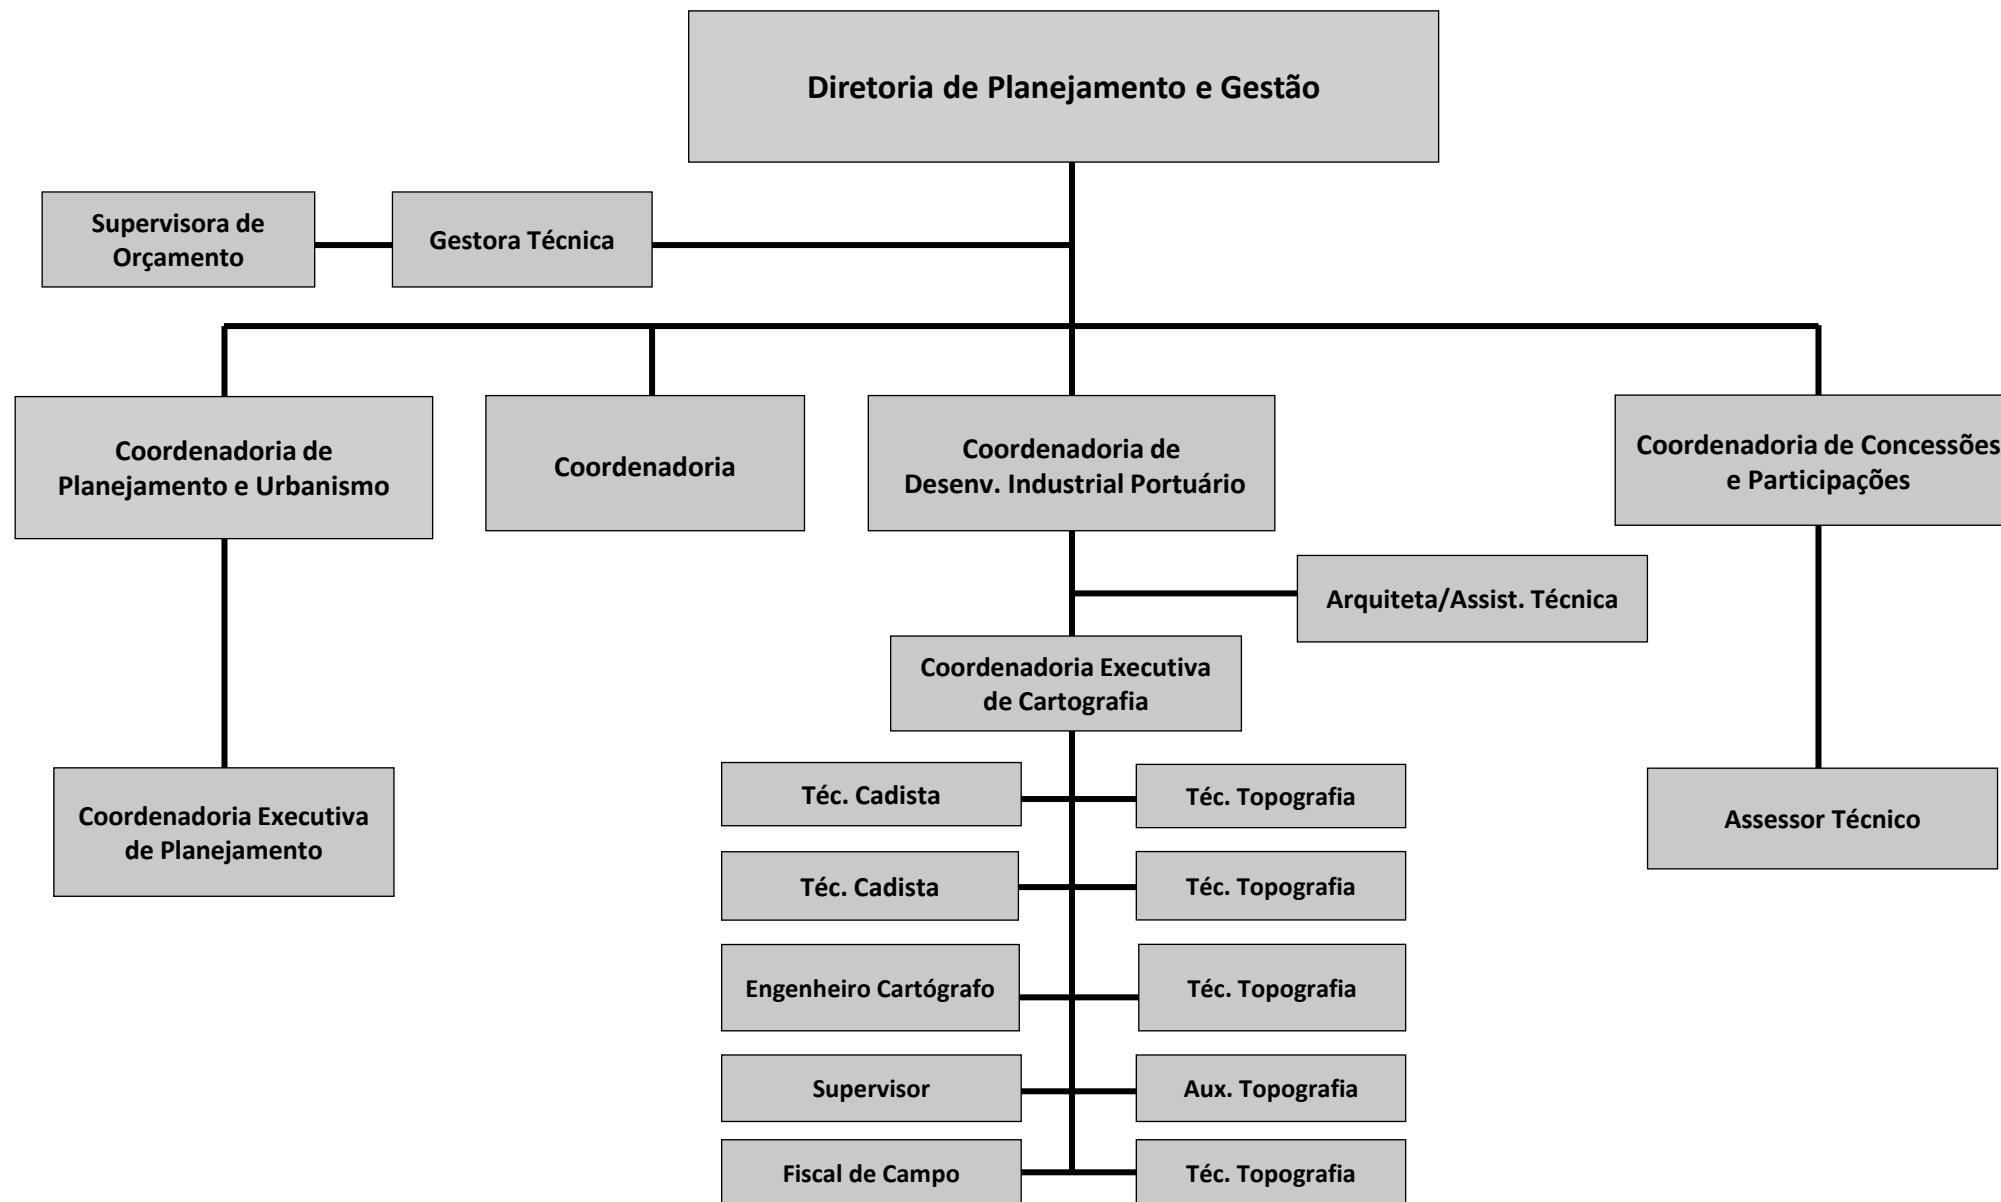 Diretoria de Planejamento e Gestão
Supervisora de
Orçamento
Gestora Técnica
Coordenadoria de
Planejamento e Urbanismo
Coordenadoria
Coordenadoria de
Desenv. Industrial Portuário
Coordenadoria de Concessões
e Participações
Arquiteta/Assist. Técnica
Coordenadoria Executiva
de Cartografia
Coordenadoria Executiva
de Planejamento
Téc. Cadista
Téc. Topografia
Assessor Técnico
Téc. Cadista
Téc. Topografia
Engenheiro Cartógrafo
Téc. Topografia
Supervisor
Aux. Topografia
Fiscal de Campo
Téc. Topografia